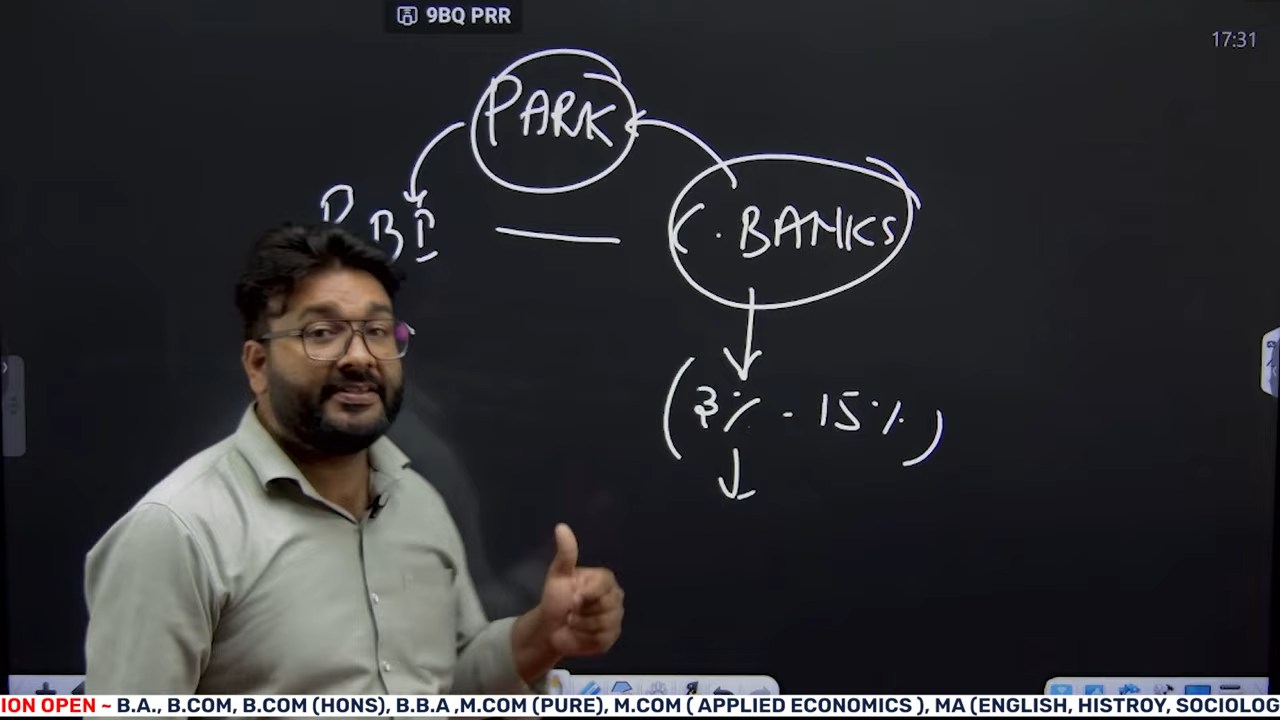 9BQ PRR
17:31
PARK
RBI
C.BANKS
(3% - 15%)
ION OPEN ~ B.A., B.COM, B.COM (HONS), B.B.A ,M.COM (PURE), M.COM ( APPLIED ECONOMICS ), MA (ENGLISH, HISTROY, SOCIOLOG